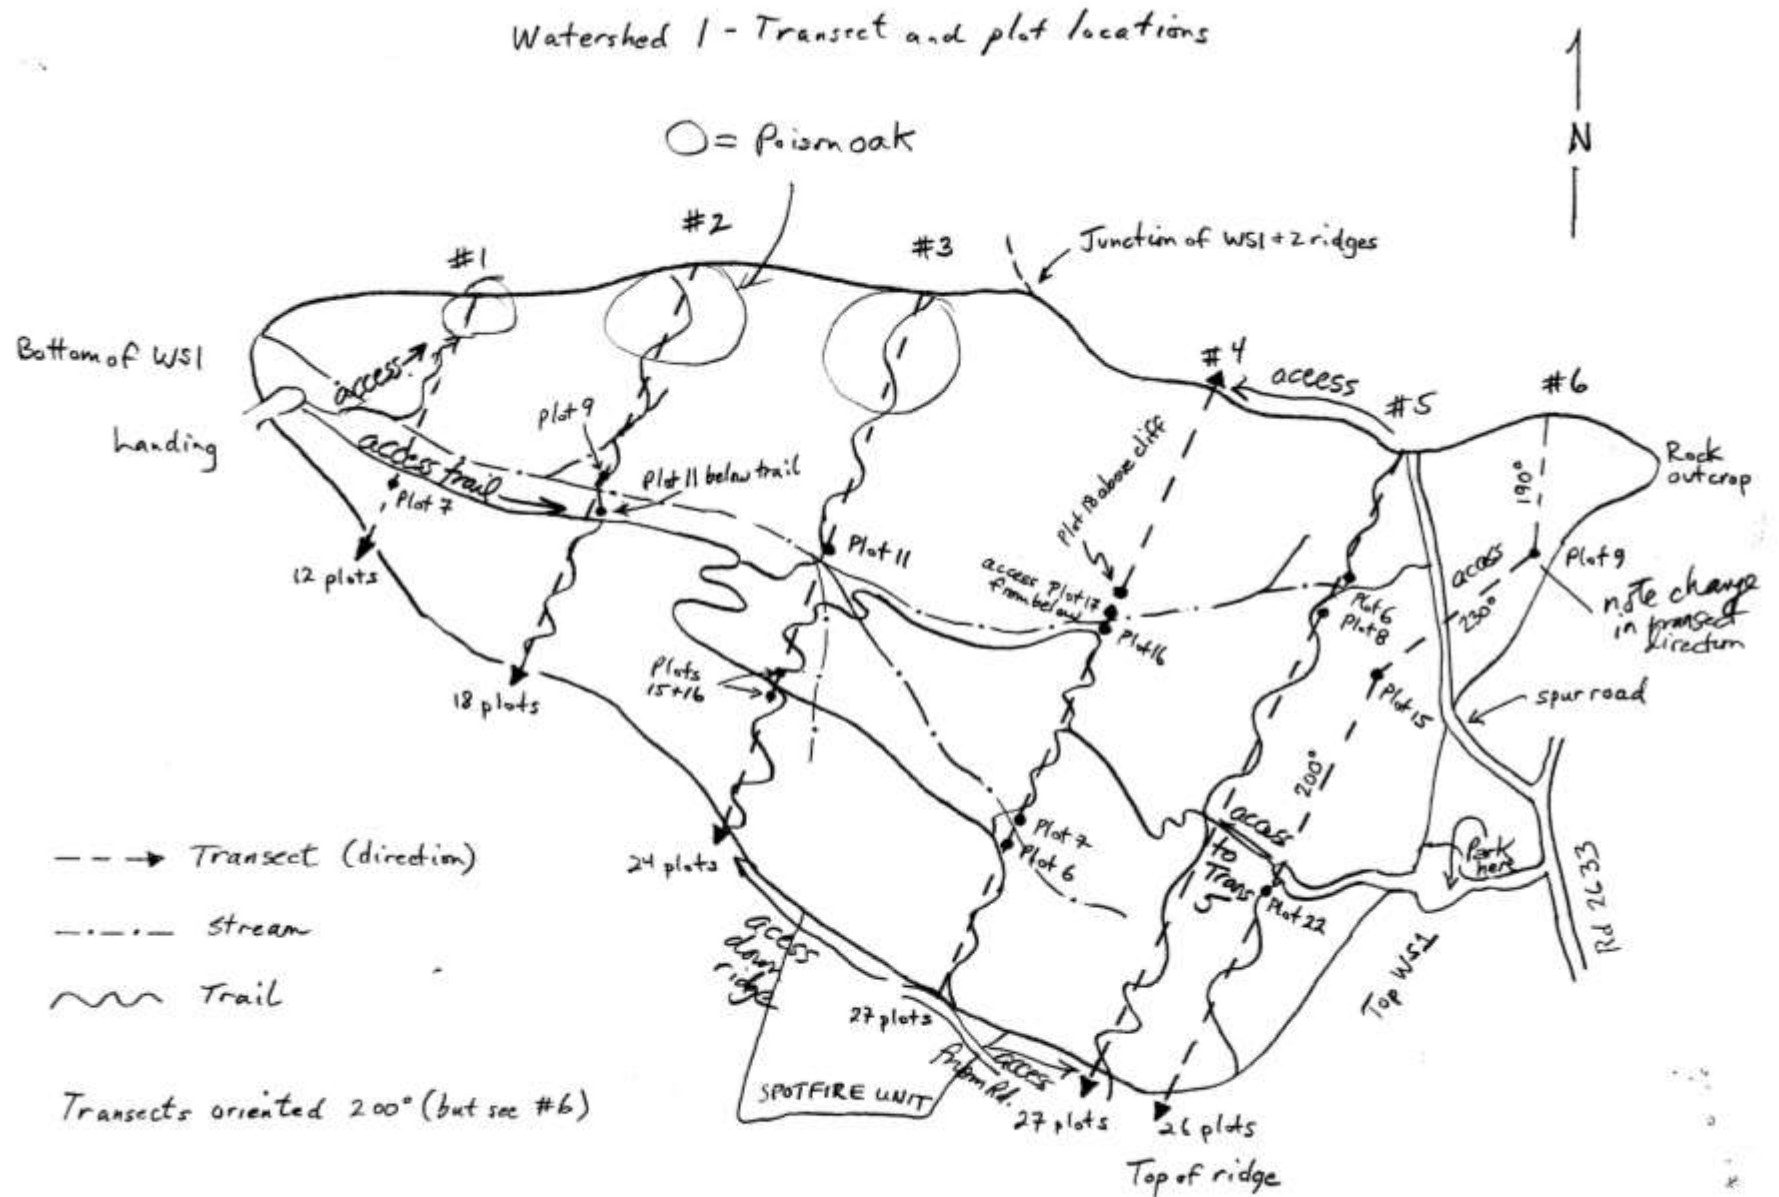 Watershed 1 - Transect and plot locations
= Poison oak
N
#1
#2
#3
Junction of WS1 + 2 ridges
#4
access
#5
#6
Bottom of WS1
Landing
access
access trail
Plot 9
Plot 11 below trail
Plot 7
12 plots
18 plots
Plot 11
Plot 18 above cliff
access Plot 17
from below
Plot 16
Plots
15+16
Plot 6
Plot 8
190°
Rock
outcrop
access
230°
Plot 9
note change
in transect
direction
Plot 15
spur road
200°
access
to
Trans
5
Plot 7
Plot 6
Plot 22
Park
here
Rd 2633
Top WS1
24 plots
access
down
ridge
27 plots
from Rd.
access
SPOTFIRE UNIT
27 plots
26 plots
Top of ridge
Transect (direction)
Stream
Trail
Transects oriented 200° (but see #6)